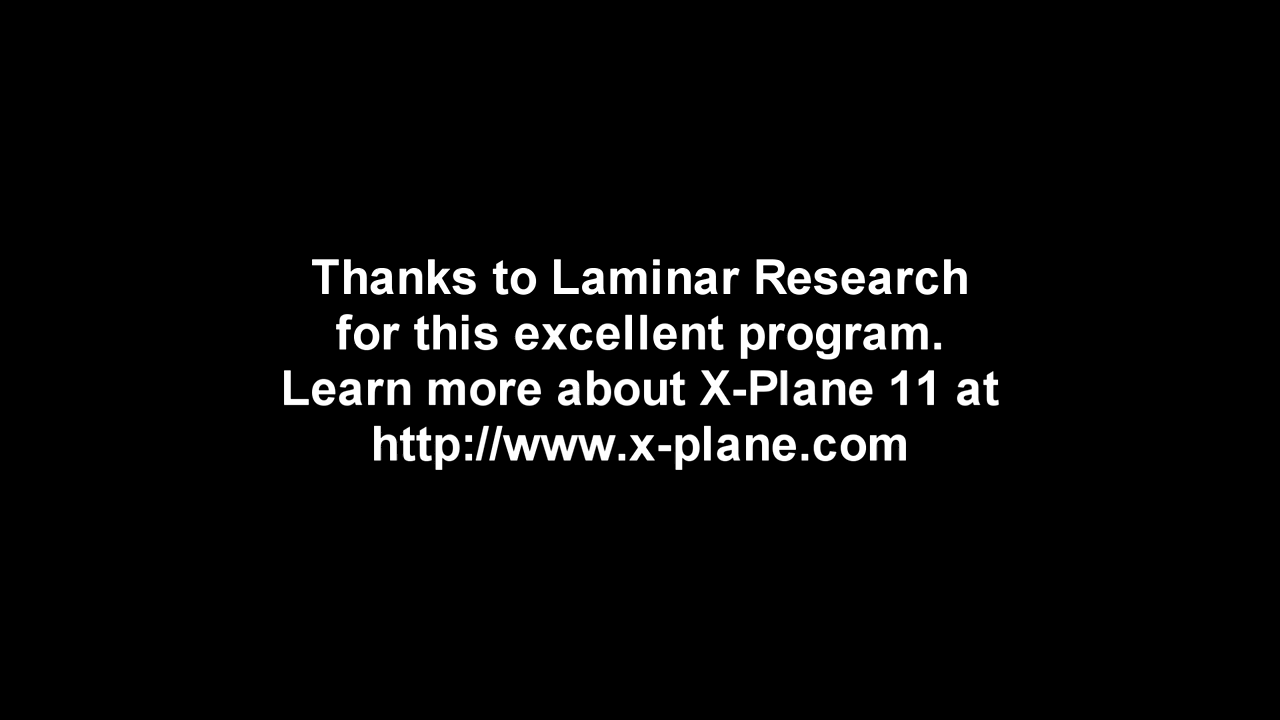 Thanks to Laminar Research
for this excellent program.
Learn more about X-Plane 11 at
http://www.x-plane.com